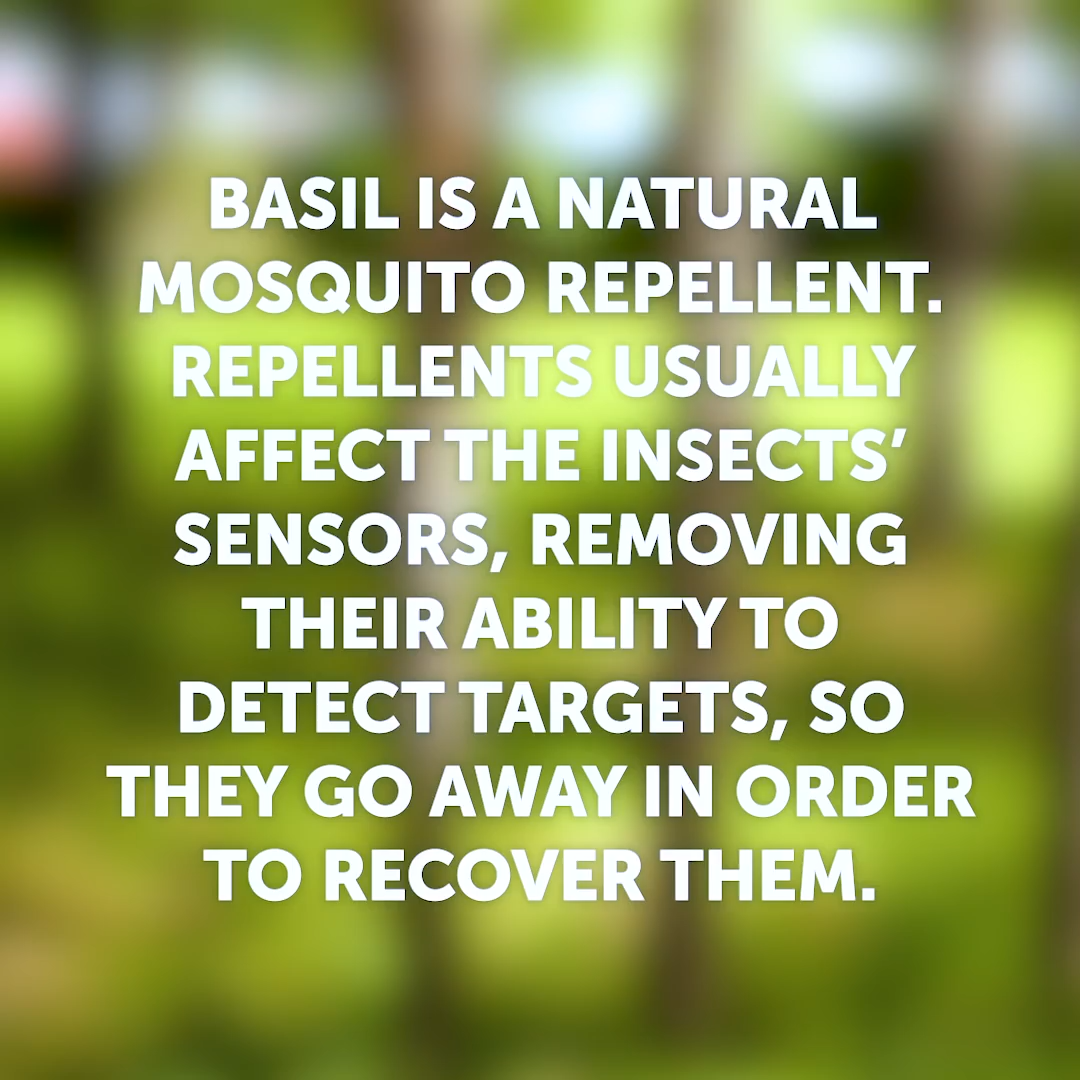 BASIL IS A NATURAL
MOSQUITO REPELLENT.
REPELLENTS USUALLY
AFFECT THE INSECTS’
SENSORS, REMOVING
THEIR ABILITY TO
DETECT TARGETS, SO
THEY GO AWAY IN ORDER
TO RECOVER THEM.